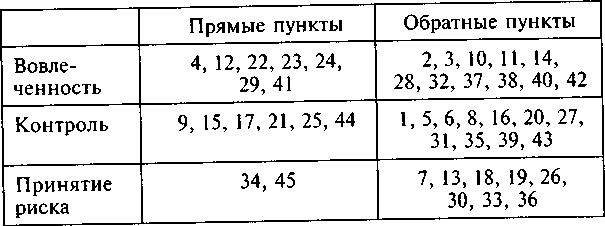 Прямые пункты Обратные пункты
Вовле- 4, 12, 22, 23, 24, 2, 3, 10, 11, 14,
ченность 29, 41 28, 32, 37, 38, 40, 42
Контроль 9, 15, 17, 21, 25, 44 1, 5, 6, 8, 16, 20, 27,
31, 35, 39, 43
Принятие 34, 45 7, 13, 18, 19, 26,
риска 30, 33, 36